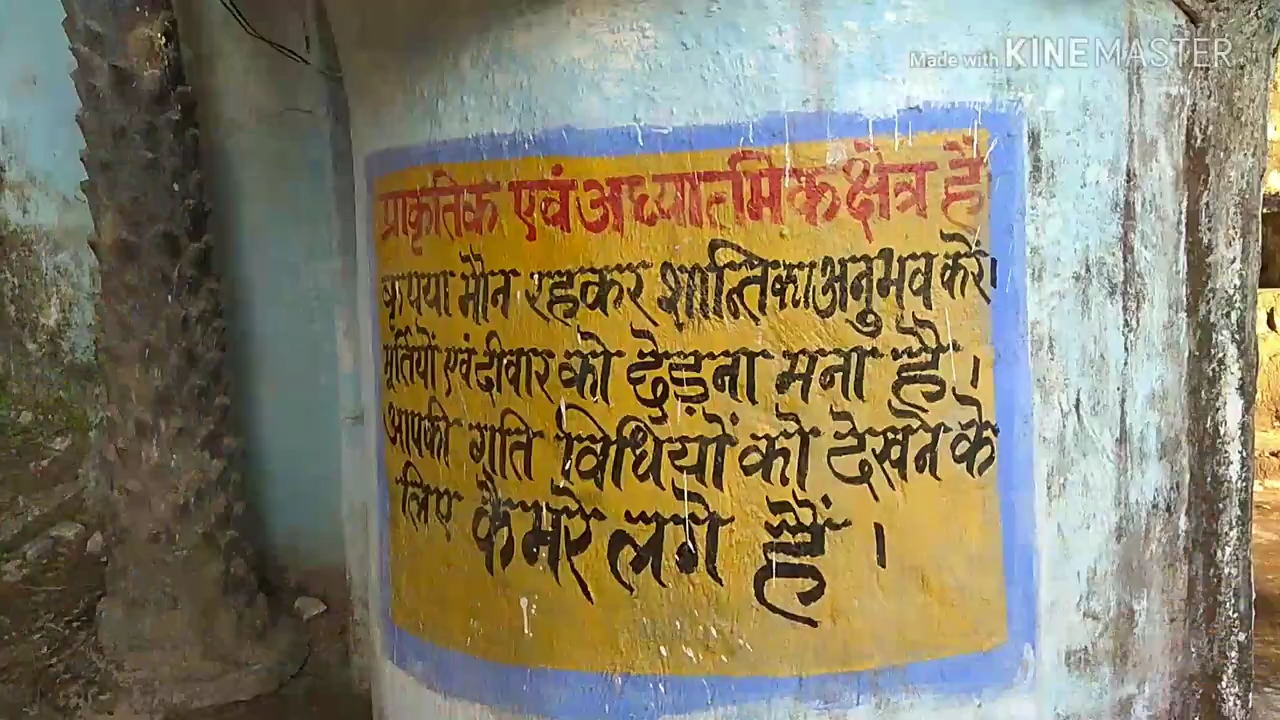 Made with KINEMASTER
प्राकृतिक एवं अध्यात्मिक क्षेत्र है
कृपया मौन रहकर शान्ति का अनुभव करें।
मूर्तियों एवं दीवार को छेड़ना मना है।
आपकी गति विधियों को देखने के
लिए कैमरे लगे हैं।